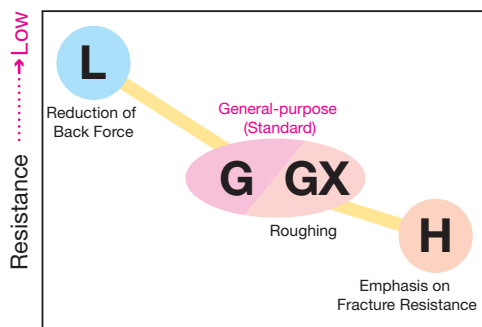 Resistance ┈→Low
L
Reduction of
Back Force
General-purpose
(Standard)
G GX
Roughing
H
Emphasis on
Fracture Resistance